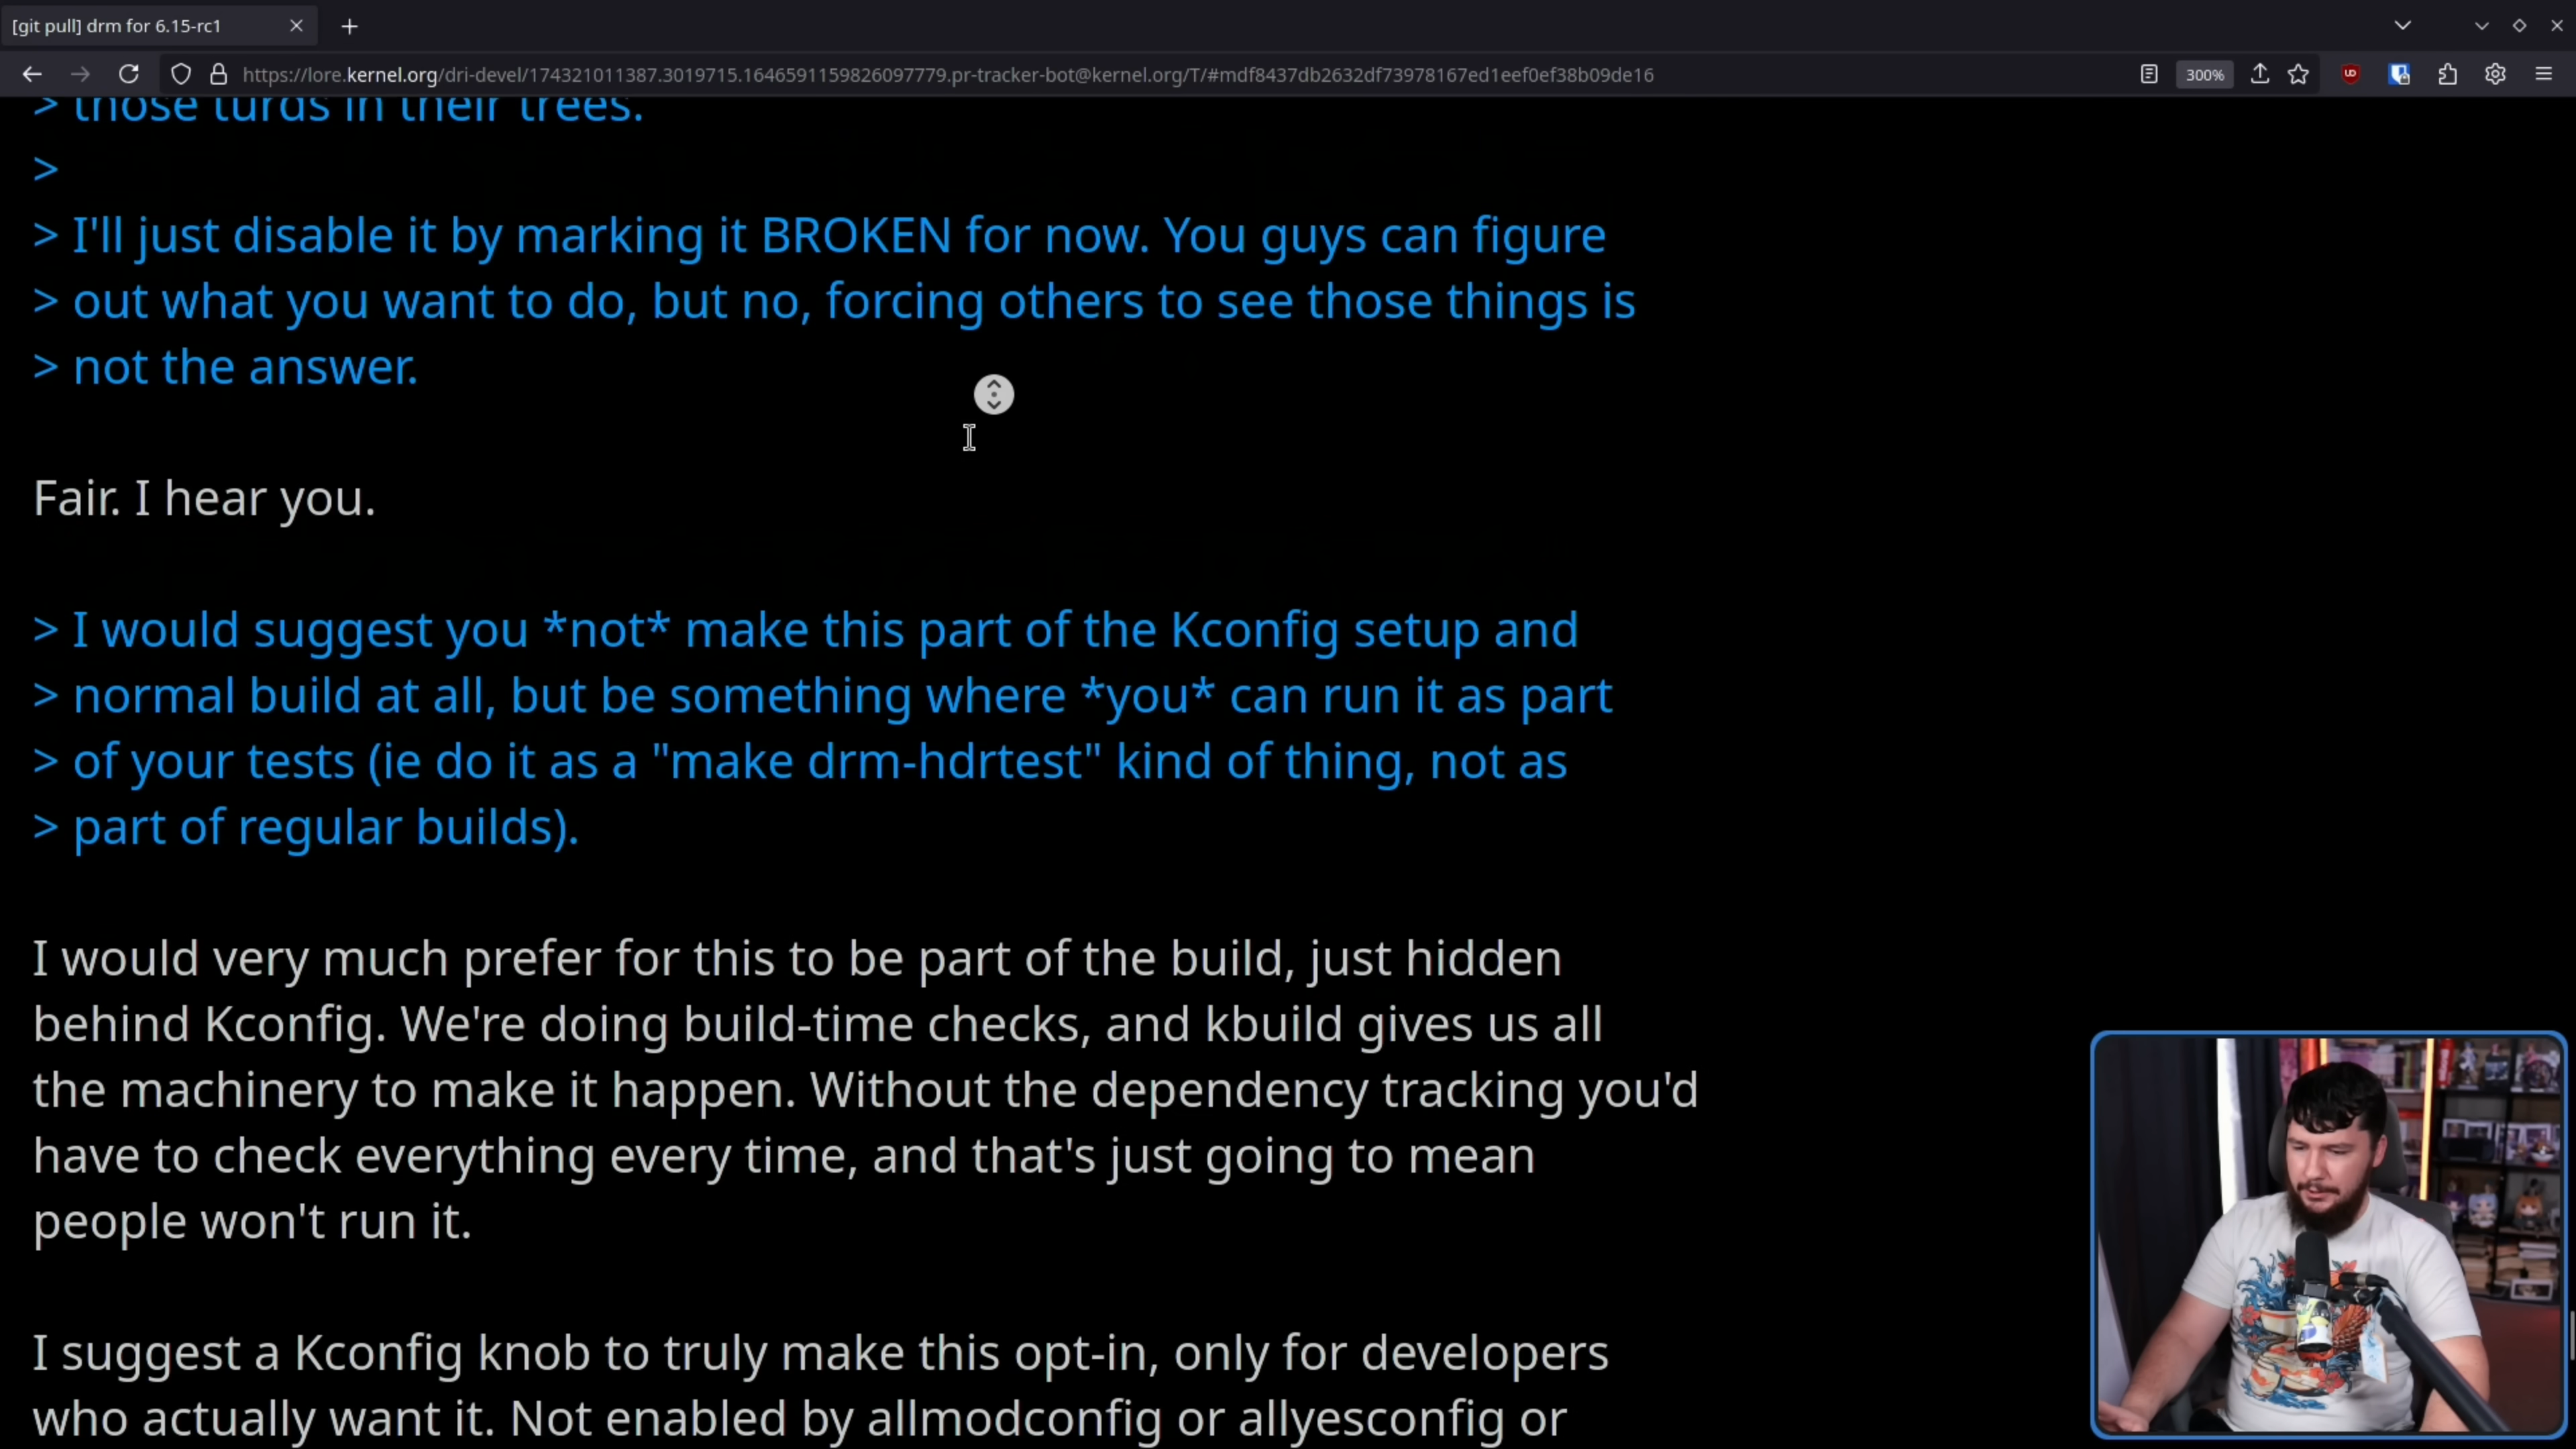 [git pull] drm for 6.15-rc1
https://lore.kernel.org/dri-devel/174321011387.3019715.1646591159826097779.pr-tracker-bot@kernel.org/T/#mdf8437db2632df73978167ed1eef0ef38b09de16
300%
> those turds in their trees.
>
> I'll just disable it by marking it BROKEN for now. You guys can figure
> out what you want to do, but no, forcing others to see those things is
> not the answer.
Fair. I hear you.
> I would suggest you *not* make this part of the Kconfig setup and
> normal build at all, but be something where *you* can run it as part
> of your tests (ie do it as a "make drm-hdrtest" kind of thing, not as
> part of regular builds).
I would very much prefer for this to be part of the build, just hidden
behind Kconfig. We're doing build-time checks, and kbuild gives us all
the machinery to make it happen. Without the dependency tracking you'd
have to check everything every time, and that's just going to mean
people won't run it.
I suggest a Kconfig knob to truly make this opt-in, only for developers
who actually want it. Not enabled by allmodconfig or allyesconfig or